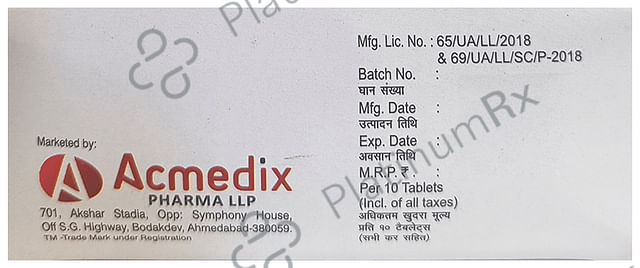 Mfg. Lic. No. : 65/UA/LL/2018
& 69/UA/LL/SC/P-2018
Batch No. :
घान संख्या
Mfg. Date :
उत्पादन तिथि
Exp. Date :
अवसान तिथि
M.R.P. ₹ :
Per 10 Tablets
(Incl. of all taxes)
अधिकतम खुदरा मूल्य
प्रति १० टैबलेट्स
(सभी कर सहित)
Marketed by:
Acmedix
PHARMA LLP
701, Akshar Stadia, Opp: Symphony House,
Off S.G. Highway, Bodakdev, Ahmedabad-380059.
TM -Trade Mark under Registration
PlatinumRx